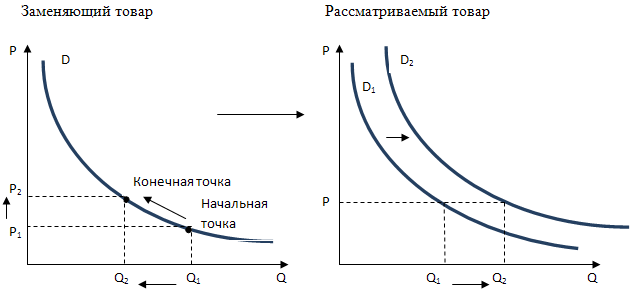 Заменяющий товар
P
D
Конечная точка
Начальная
точка
P2
P1
Q2
Q1
Q
Рассматриваемый товар
P
D2
D1
P
Q1
Q2
Q